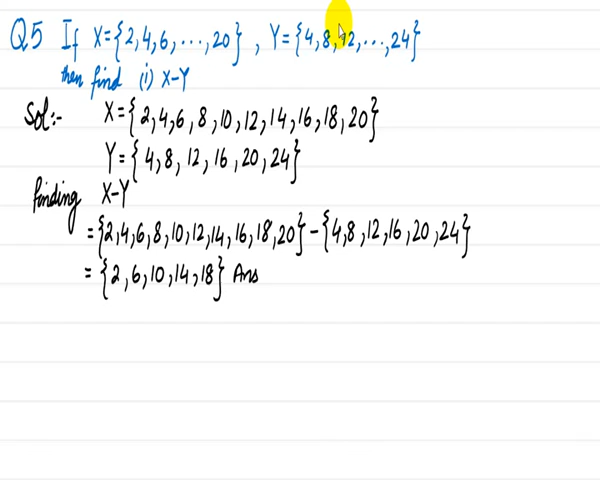 Q5 If X={2,4,6,...,20} , Y={4,8,12,...,24}
then find (i) X-Y
Sol:- X={2,4,6,8,10,12,14,16,18,20}
Y={4,8,12,16,20,24}
finding X-Y
={2,4,6,8,10,12,14,16,18,20}-{4,8,12,16,20,24}
={2,6,10,14,18} Ans